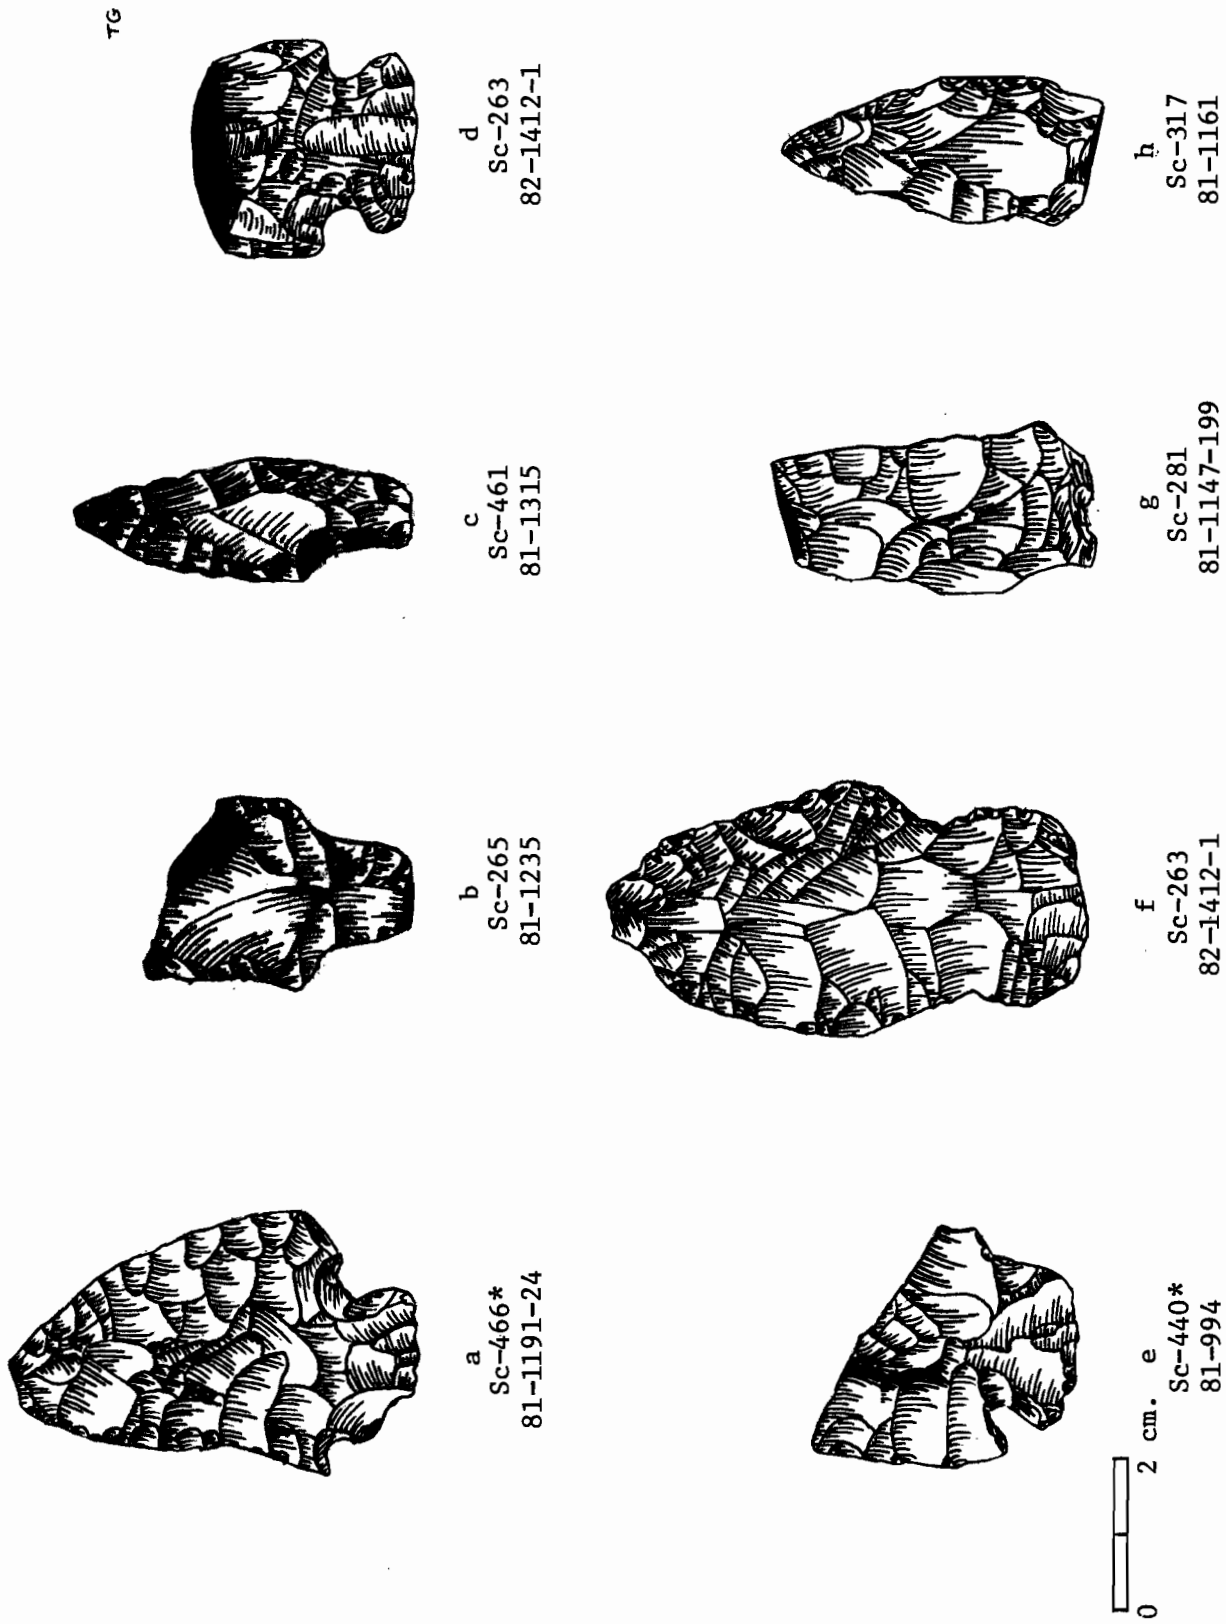 TG
a
Sc-466*
81-1191-24
b
Sc-265
81-1235
c
Sc-461
81-1315
d
Sc-263
82-1412-1
e
Sc-440*
81-994
f
Sc-263
82-1412-1
g
Sc-281
81-1147-199
h
Sc-317
81-1161
0 2 cm.